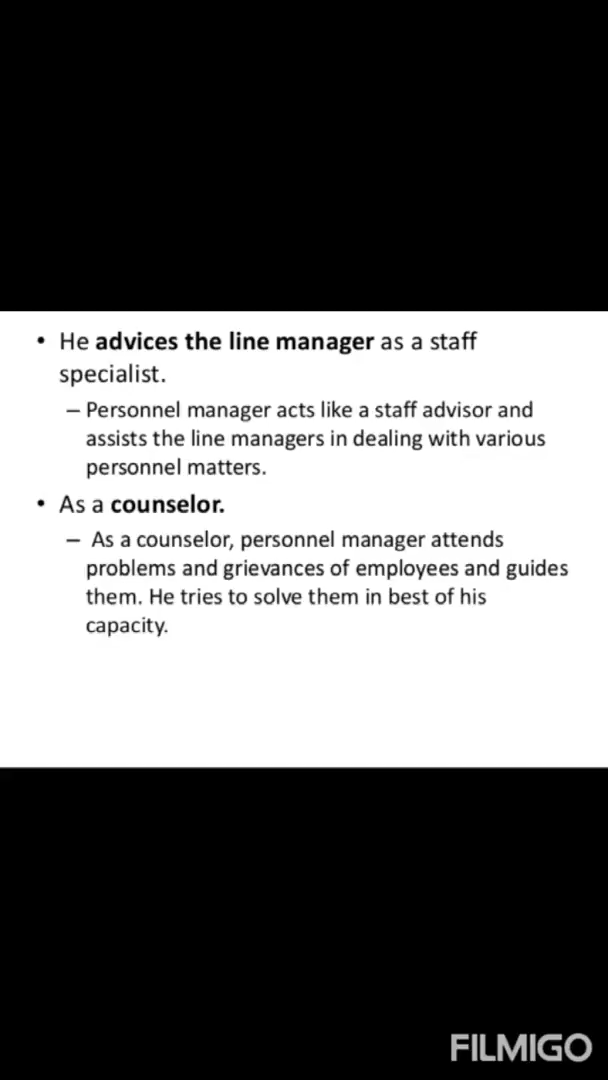 • He advices the line manager as a staff
specialist.
– Personnel manager acts like a staff advisor and
assists the line managers in dealing with various
personnel matters.
• As a counselor.
– As a counselor, personnel manager attends
problems and grievances of employees and guides
them. He tries to solve them in best of his
capacity.
FILMIGO